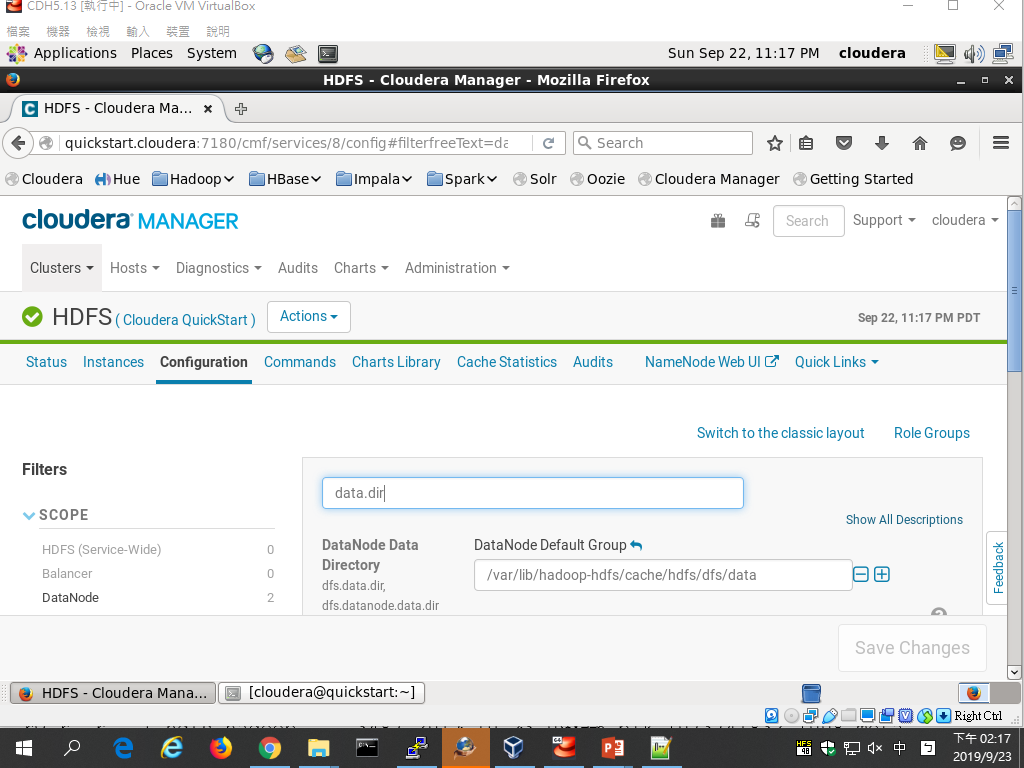 CDH5.13 [執行中] - Oracle VM VirtualBox
檔案 機器 檢視 輸入 裝置 說明
Applications Places System Sun Sep 22, 11:17 PM cloudera
HDFS - Cloudera Manager - Mozilla Firefox
C HDFS - Cloudera Ma...
quickstart.cloudera:7180/cmf/services/8/config#filterfreeText=da Search
Cloudera Hue Hadoop HBase Impala Spark Solr Oozie Cloudera Manager Getting Started
cloudera MANAGER Search Support cloudera
Clusters Hosts Diagnostics Audits Charts Administration
HDFS ( Cloudera QuickStart ) Actions Sep 22, 11:17 PM PDT
Status Instances Configuration Commands Charts Library Cache Statistics Audits NameNode Web UI Quick Links
Switch to the classic layout Role Groups
Filters
data.dir
SCOPE
Show All Descriptions
HDFS (Service-Wide) 0
Balancer 0
DataNode 2
DataNode Data Directory
dfs.data.dir,
dfs.datanode.data.dir
DataNode Default Group
/var/lib/hadoop-hdfs/cache/hdfs/dfs/data
Feedback
Save Changes
HDFS - Cloudera Mana... [cloudera@quickstart:~]
Right Ctrl
HFS 4B 中 下午 02:17
2019/9/23